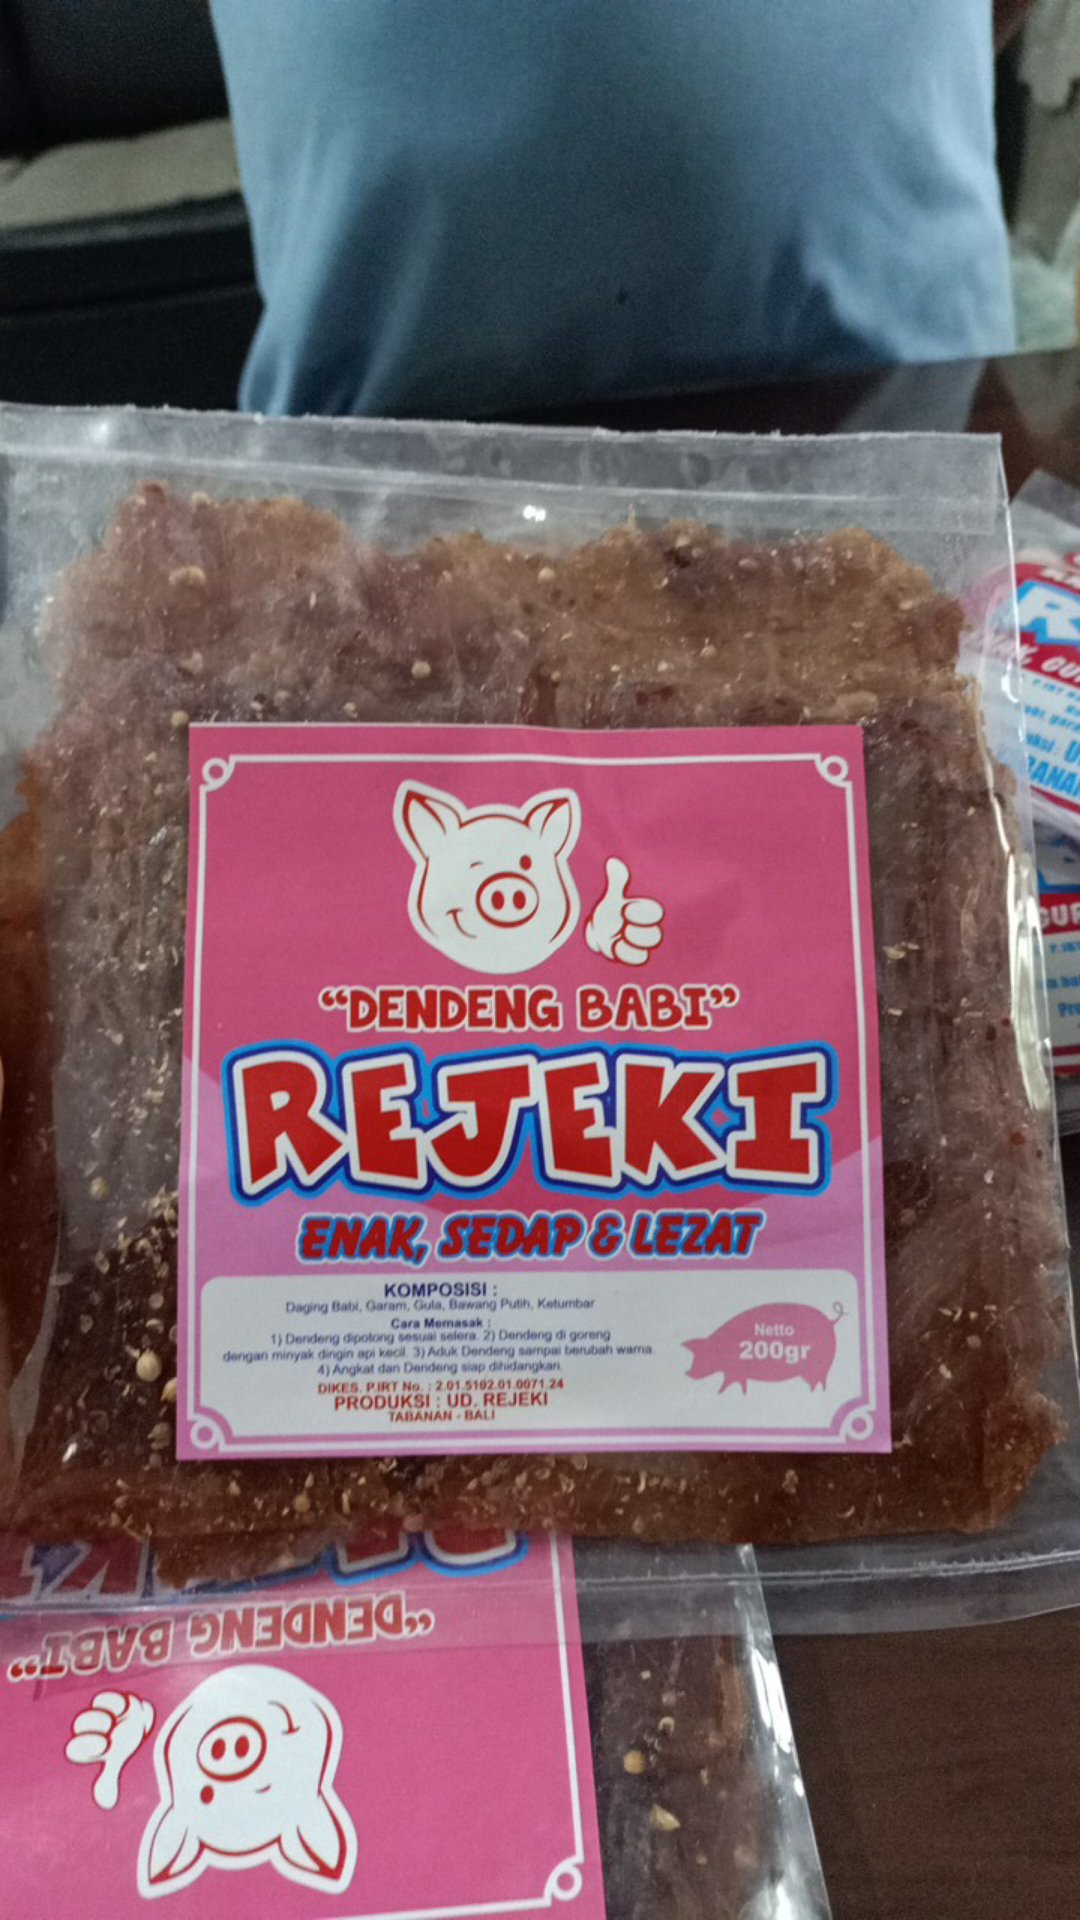 “DENDENG BABI”
REJEKI
ENAK, SEDAP & LEZAT
KOMPOSISI :
Daging Babi, Garam, Gula, Bawang Putih, Ketumbar
Cara Memasak :
1) Dendeng dipotong sesuai selera. 2) Dendeng di goreng
dengan minyak dingin api kecil. 3) Aduk Dendeng sampai berubah warna.
4) Angkat dan Dendeng siap dihidangkan.
DIKES. P.IRT No. : 2.01.5102.01.0071.24
PRODUKSI : UD. REJEKI
TABANAN - BALI
Netto
200gr
“DENDENG BABI”